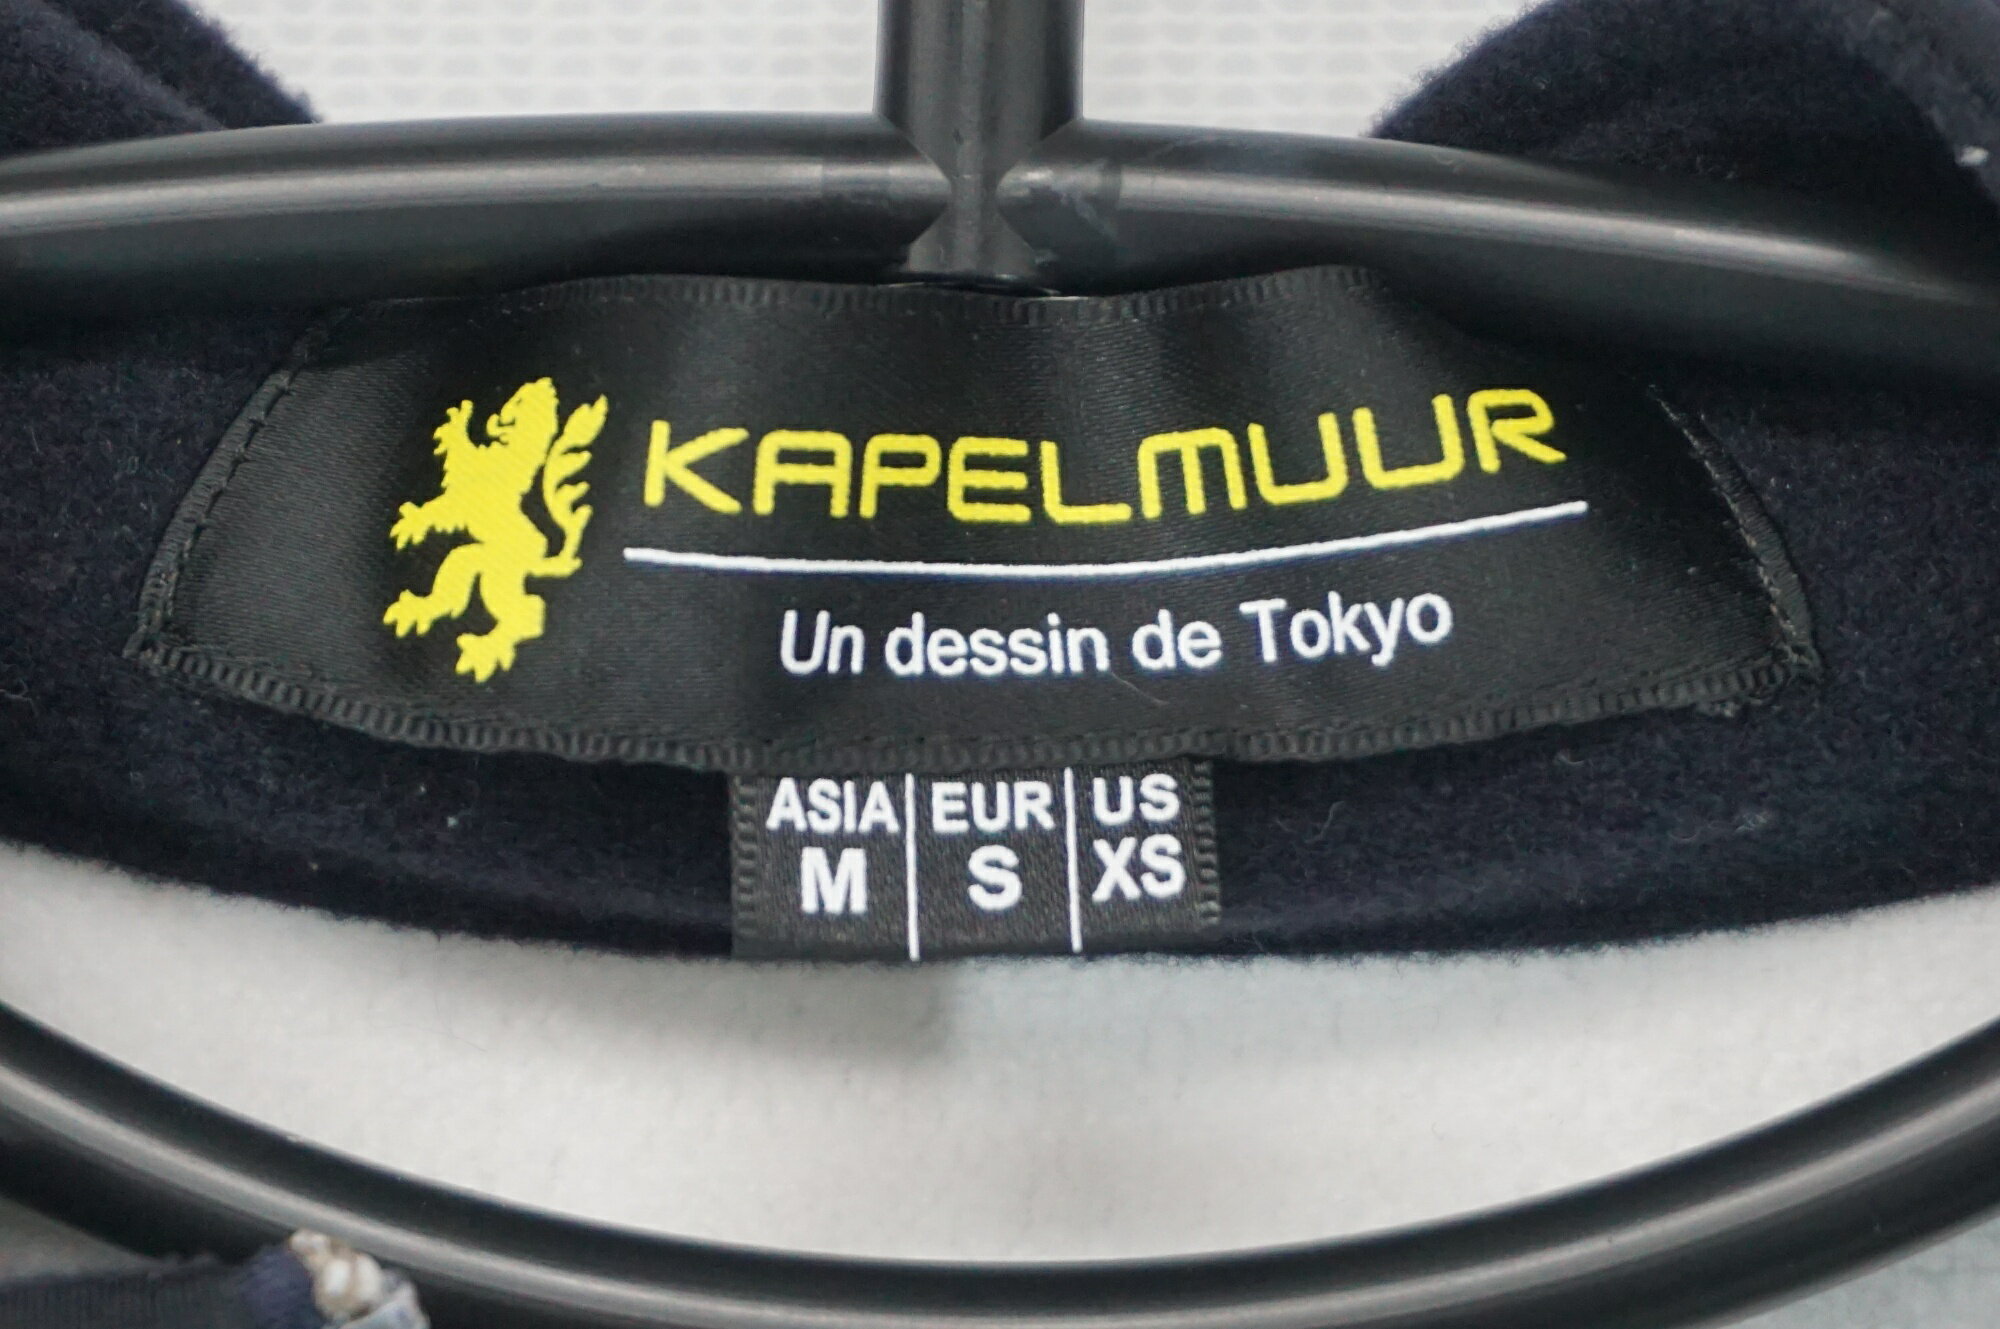 KAPELMUUR
Un dessin de Tokyo
ASIA EUR US
M S XS